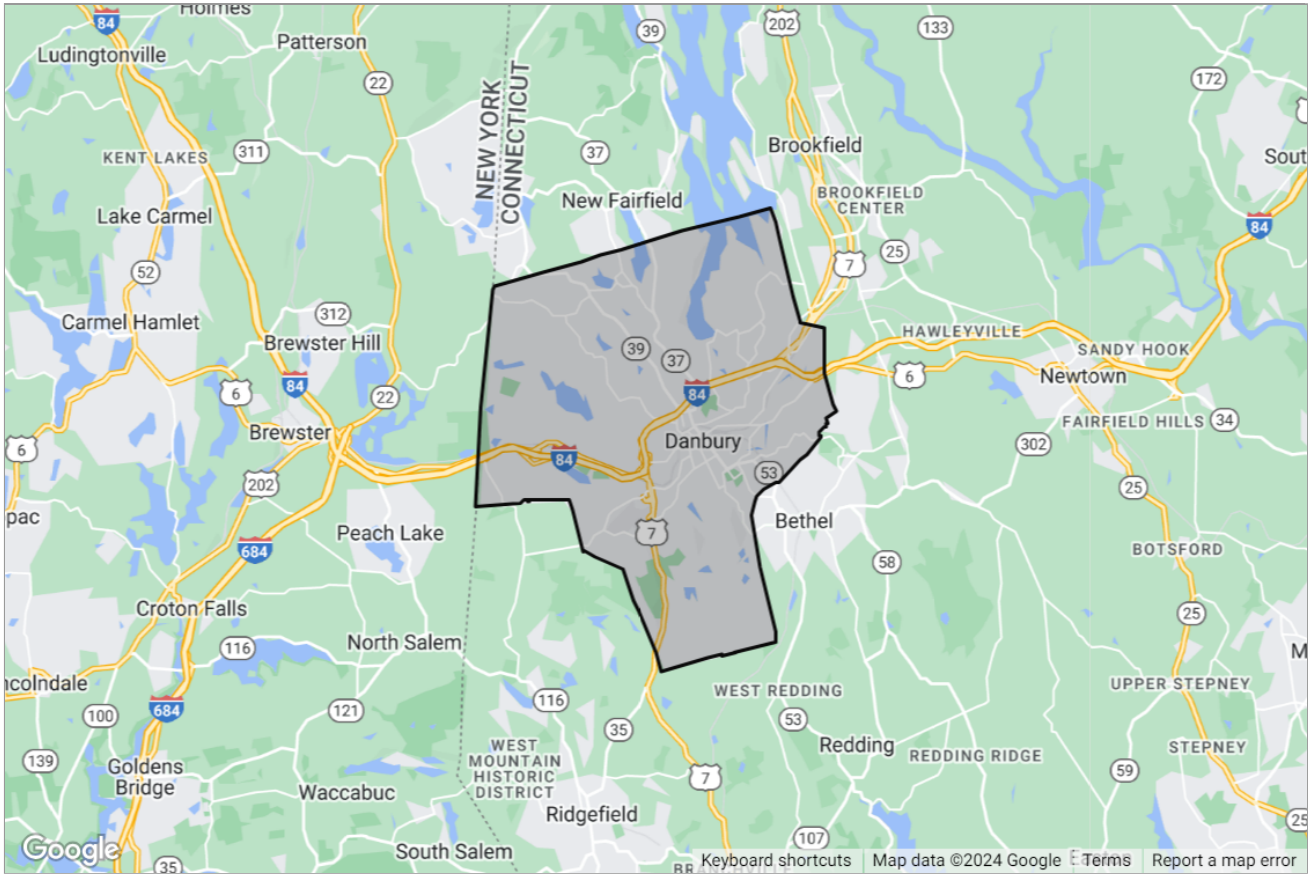 Holmes
84
Ludingtonville
Patterson
22
39
202
133
172
NEW YORK
CONNECTICUT
KENT LAKES
311
37
Brookfield
Sout
Lake Carmel
New Fairfield
BROOKFIELD
CENTER
84
25
52
7
312
Carmel Hamlet
Brewster Hill
HAWLEYVILLE
39
37
SANDY HOOK
84
6
22
84
6
Newtown
Brewster
Danbury
FAIRFIELD HILLS
34
302
6
84
53
202
25
pac
Peach Lake
7
Bethel
684
58
BOTSFORD
Croton Falls
25
116
North Salem
M
ncolndale
684
100
121
116
WEST REDDING
UPPER STEPNEY
53
35
139
WEST
MOUNTAIN
HISTORIC
DISTRICT
Redding
REDDING RIDGE
STEPNEY
Goldens
Bridge
7
59
Waccabuc
Ridgefield
25
107
Google
35
South Salem
BRANCHVILLE
Keyboard shortcuts
Map data ©2024 Google
Easton
Terms
Report a map error